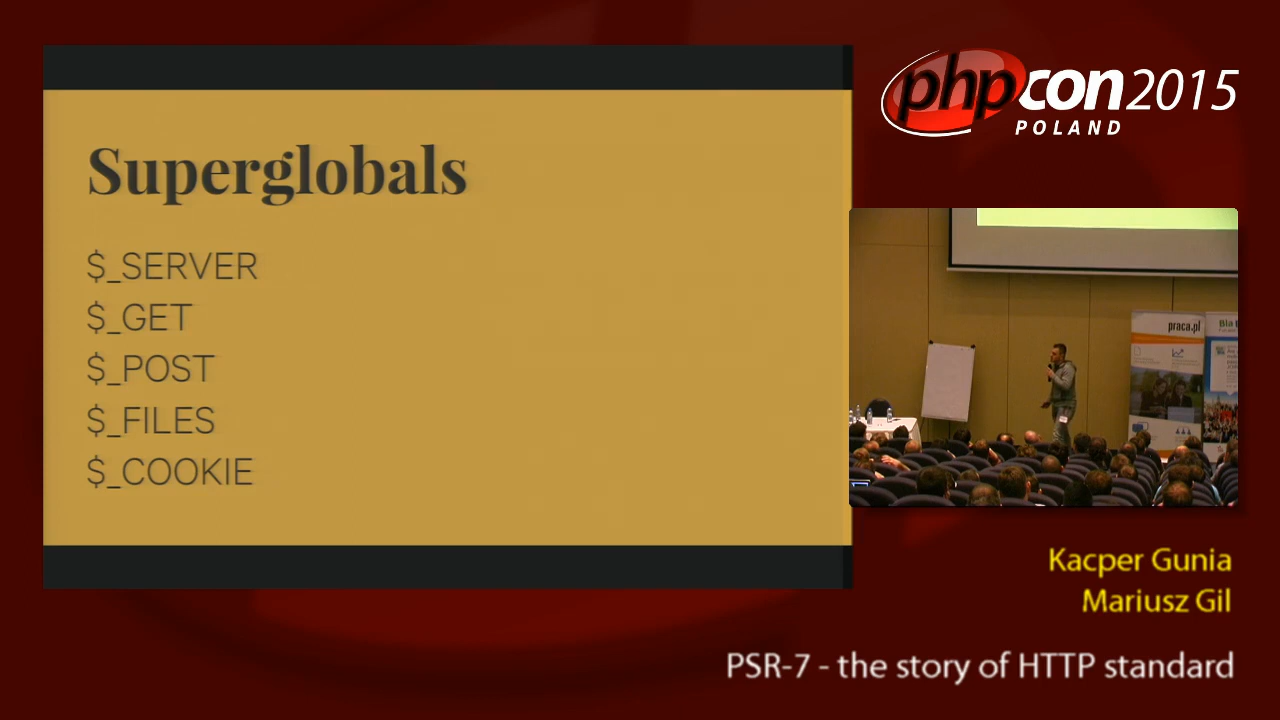 Superglobals
$_SERVER
$_GET
$_POST
$_FILES
$_COOKIE
phpcon2015
POLAND
praca.pl
Bla
Kacper Gunia
Mariusz Gil
PSR-7 - the story of HTTP standard